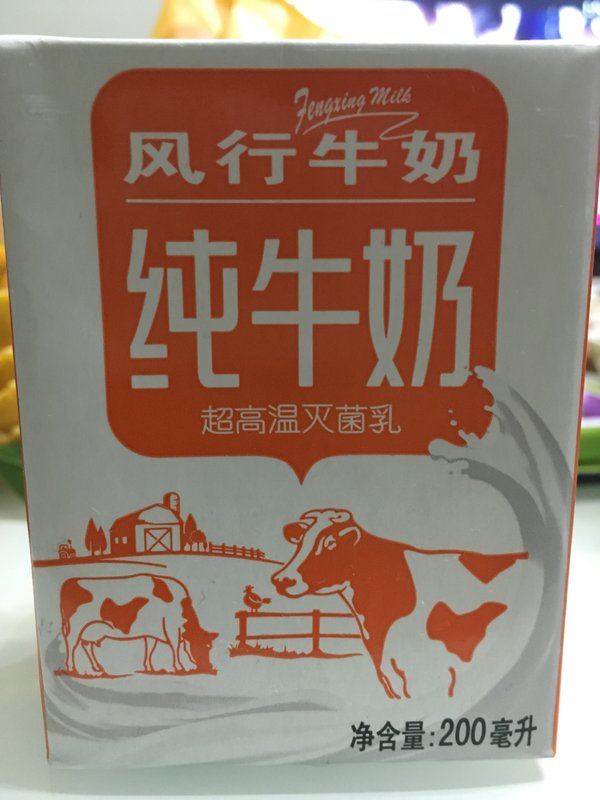 Fengxing Milk
风行牛奶
纯牛奶
超高温灭菌乳
净含量:200毫升